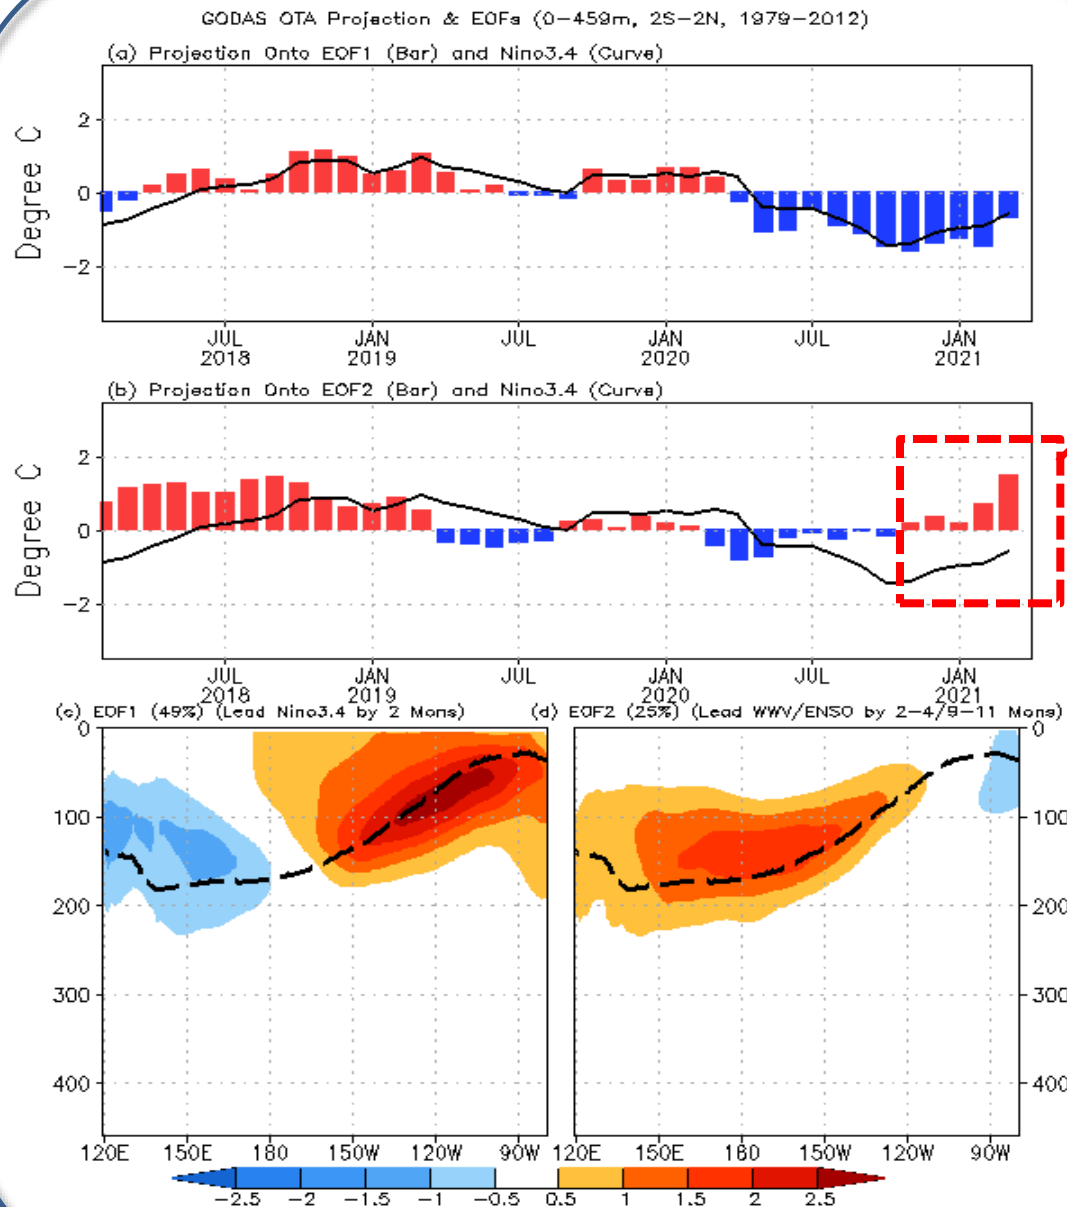 GODAS OTA Projection & EOFs (0-459m, 2S-2N, 1979-2012)
(a) Projection Onto EOF1 (Bar) and Nino3.4 (Curve)
Degree C
2
0
-2
JUL JAN JUL JAN JUL JAN
2018 2019 2020 2021
(b) Projection Onto EOF2 (Bar) and Nino3.4 (Curve)
Degree C
2
0
-2
JUL JAN JUL JAN JUL JAN
2018 2019 2020 2021
(c) EOF1 (49%) (Lead Nino3.4 by 2 Mons)
(d) EOF2 (25%) (Lead WWV/ENSO by 2-4/9-11 Mons)
0 0
100 100
200 200
300 300
400 400
120E 150E 180 150W 120W 90W
120E 150E 180 150W 120W 90W
-2.5 -2 -1.5 -1 -0.5 0.5 1 1.5 2 2.5